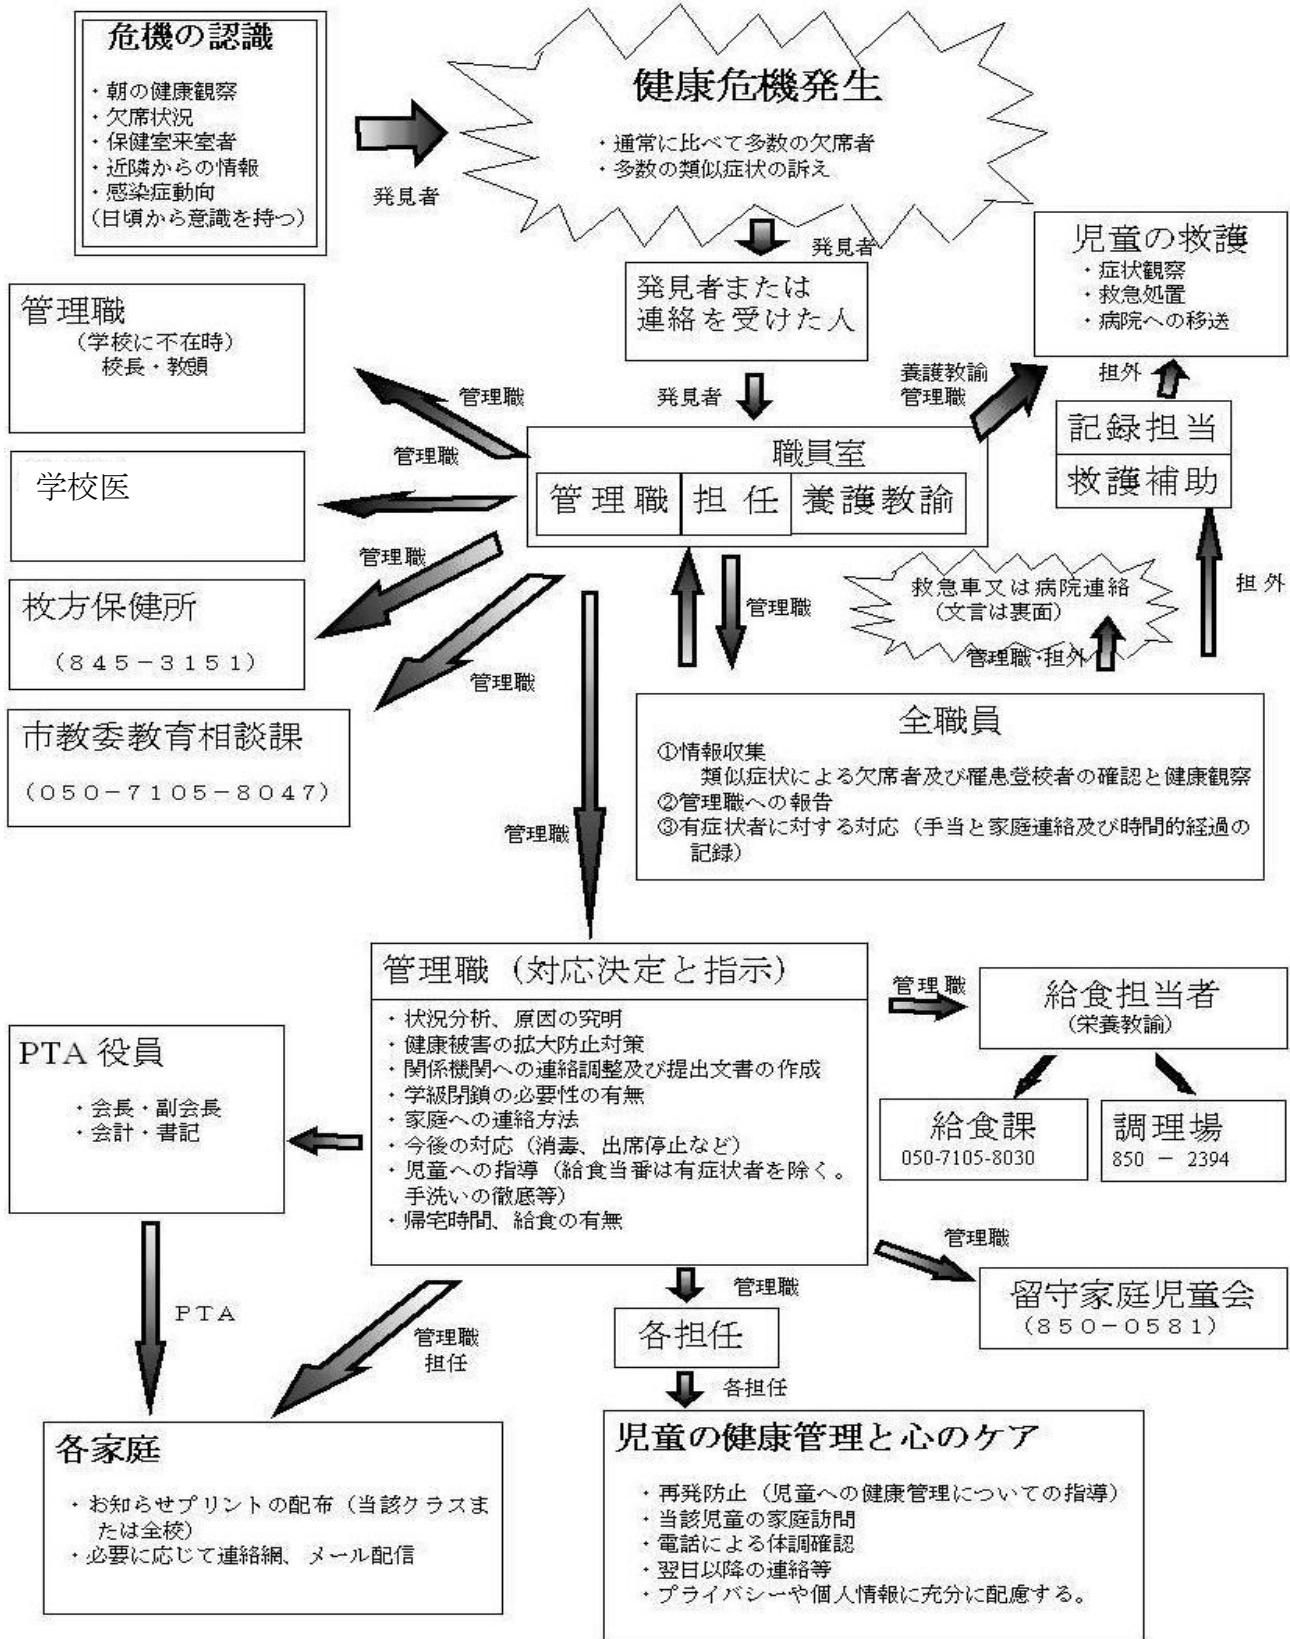 危機の認識
・朝の健康観察
・欠席状況
・保健室来室者
・近隣からの情報
・感染症動向
(日頃から意識を持つ)
発見者
健康危機発生
・通常に比べて多数の欠席者
・多数の類似症状の訴え
発見者
発見者または
連絡を受けた人
児童の救護
・症状観察
・救急処置
・病院への移送
管理職
(学校に不在時)
校長・教頭
管理職
発見者
養護教諭
管理職
担外
記録担当
救護補助
学校医
管理職
職員室
管理職
担任
養護教諭
管理職
枚方保健所
(845-3151)
管理職
管理職
救急車又は病院連絡
(文言は裏面)
管理職・担外
担外
市教委教育相談課
(050-7105-8047)
全職員
①情報収集
類似症状による欠席者及び罹患登校者の確認と健康観察
②管理職への報告
③有症状者に対する対応(手当と家庭連絡及び時間的経過の
記録)
管理職
管理職(対応決定と指示)
・状況分析、原因の究明
・健康被害の拡大防止対策
・関係機関への連絡調整及び提出文書の作成
・学級閉鎖の必要性の有無
・家庭への連絡方法
・今後の対応(消毒、出席停止など)
・児童への指導(給食当番は有症状者を除く。
手洗いの徹底等)
・帰宅時間、給食の有無
管理職
給食担当者
(栄養教諭)
給食課
050-7105-8030
調理場
850 - 2394
PTA 役員
・会長・副会長
・会計・書記
管理職
留守家庭児童会
(850-0581)
PTA
管理職
担任
管理職
各担任
各担任
各家庭
・お知らせプリントの配布(当該クラスま
たは全校)
・必要に応じて連絡網、メール配信
児童の健康管理と心のケア
・再発防止(児童への健康管理についての指導)
・当該児童の家庭訪問
・電話による体調確認
・翌日以降の連絡等
・プライバシーや個人情報に充分に配慮する。